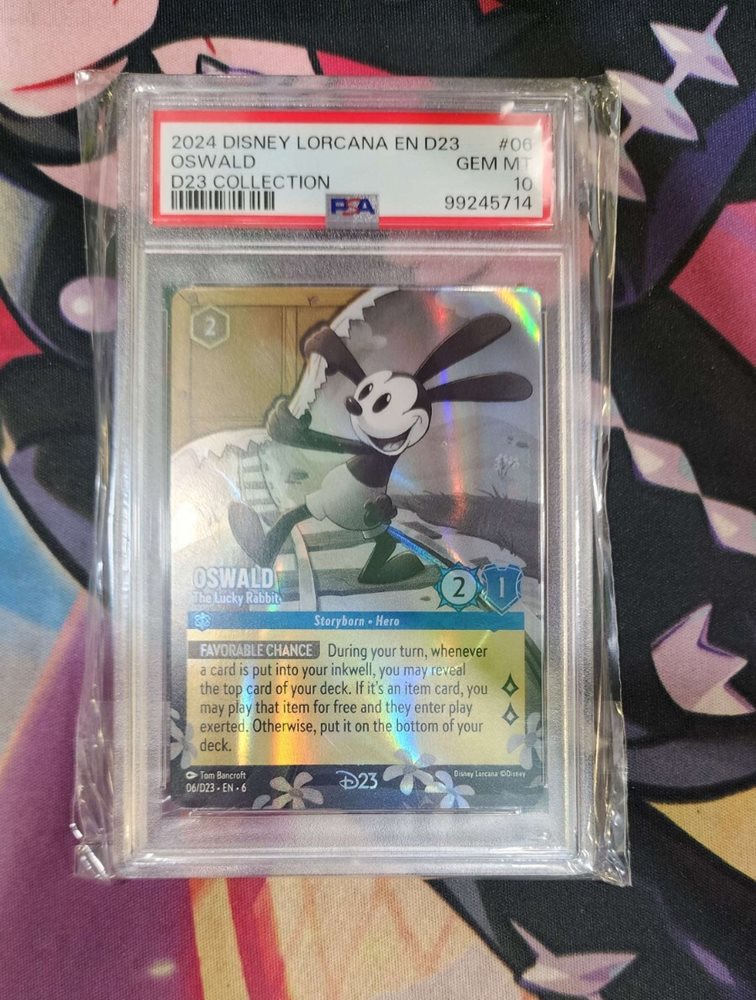 2024 DISNEY LORCANA EN D23 #06
OSWALD GEM MT
D23 COLLECTION 10
PSA 99245714
2
OSWALD
The Lucky Rabbit
2 1
Storyborn • Hero
FAVORABLE CHANCE During your turn, whenever
a card is put into your inkwell, you may reveal
the top card of your deck. If it's an item card, you
may play that item for free and they enter play
exerted. Otherwise, put it on the bottom of your
deck.
Tom Bancroft
Disney Lorcana ©Disney
06/D23 • EN • 6
D23